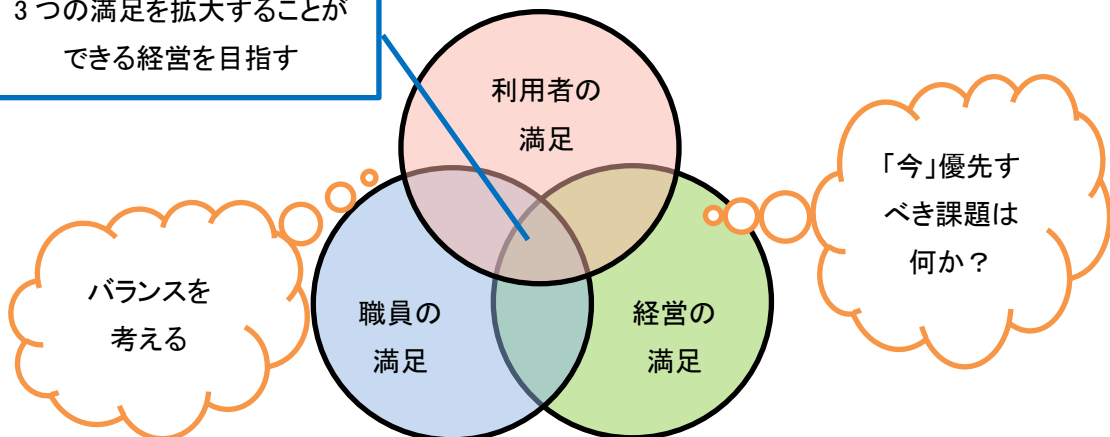 3つの満足を拡大することが
できる経営を目指す
利用者の
満足
「今」優先す
べき課題は
何か？
バランスを
考える
職員の
満足
経営の
満足